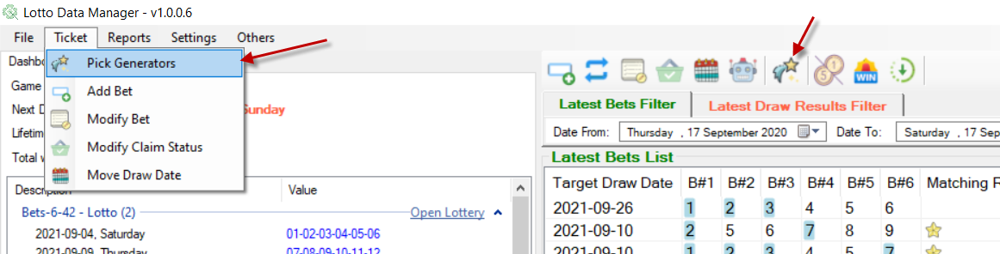 Lotto Data Manager - v1.0.0.6
File Ticket Reports Settings Others
Pick Generators
Add Bet
Modify Bet
Modify Claim Status
Move Draw Date
Dashbo
Game
Next D
Sunday
Lifetim
Total w
Description Value
Bets-6-42 - Lotto (2) Open Lottery
2021-09-04, Saturday 01-02-03-04-05-06
2021-09-09, Thursday 07-08-09-10-11-12
WIN
Latest Bets Filter Latest Draw Results Filter
Date From: Thursday , 17 September 2020 Date To: Saturday , 17 Sep
Latest Bets List
Target Draw Date B#1 B#2 B#3 B#4 B#5 B#6 Matching R
2021-09-26 1 2 3 4 5 6
2021-09-10 2 5 6 7 8 9
2021-09-10 1 2 3 4 5 7